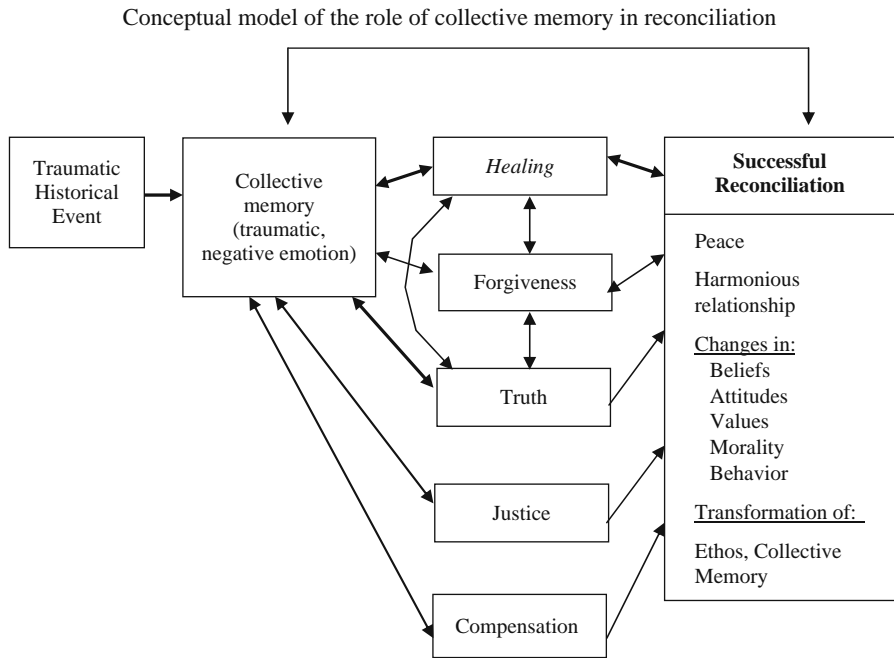 Conceptual model of the role of collective memory in reconciliation
Traumatic
Historical
Event
Collective
memory
(traumatic,
negative emotion)
Healing
Forgiveness
Truth
Justice
Compensation
Successful
Reconciliation
Peace
Harmonious
relationship
Changes in:
Beliefs
Attitudes
Values
Morality
Behavior
Transformation of:
Ethos, Collective
Memory